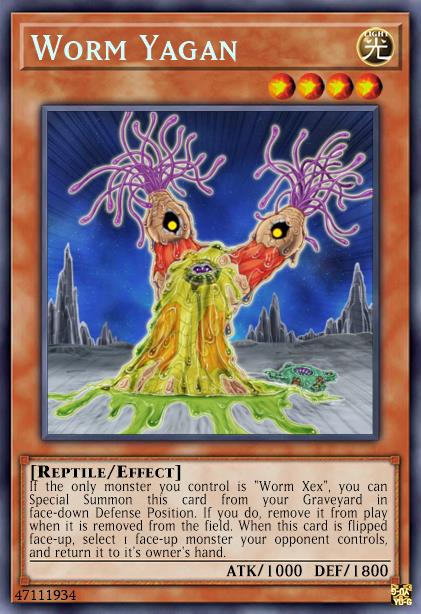 Worm Yagan
LIGHT
光
[Reptile/Effect]
If the only monster you control is "Worm Xex", you can
Special Summon this card from your Graveyard in
face-down Defense Position. If you do, remove it from play
when it is removed from the field. When this card is flipped
face-up, select 1 face-up monster your opponent controls,
and return it to it's owner's hand.
ATK/1000 DEF/1800
47111934